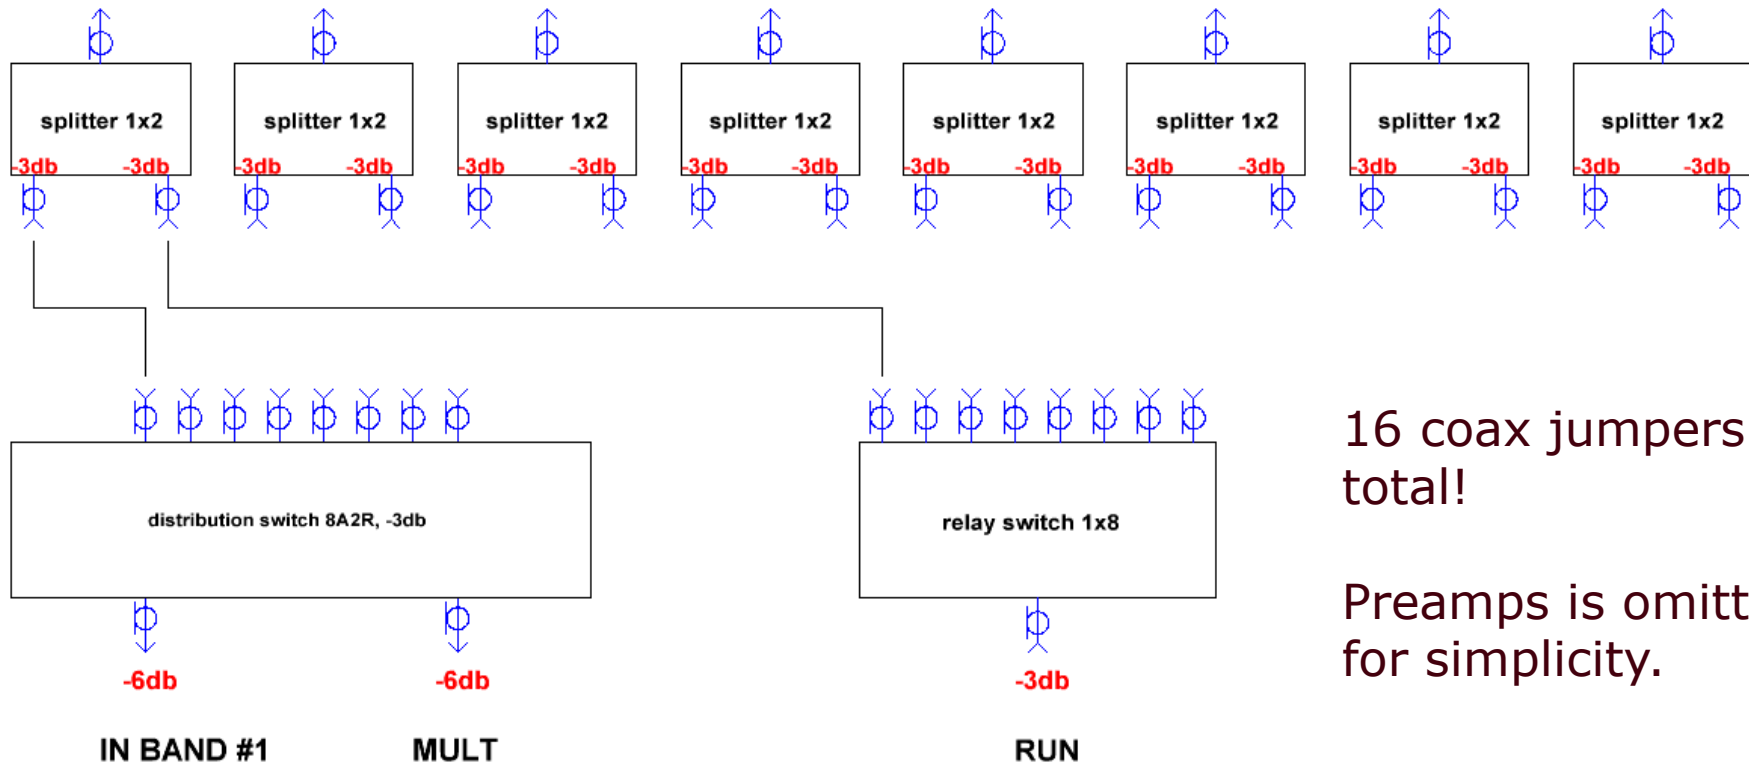 splitter 1x2 splitter 1x2 splitter 1x2 splitter 1x2 splitter 1x2 splitter 1x2 splitter 1x2 splitter 1x2
-3db -3db -3db -3db -3db -3db -3db -3db -3db -3db -3db -3db -3db -3db -3db -3db
distribution switch 8A2R, -3db
relay switch 1x8
-6db -6db -3db
IN BAND #1 MULT RUN
16 coax jumpers
total!
Preamps is omitt
for simplicity.